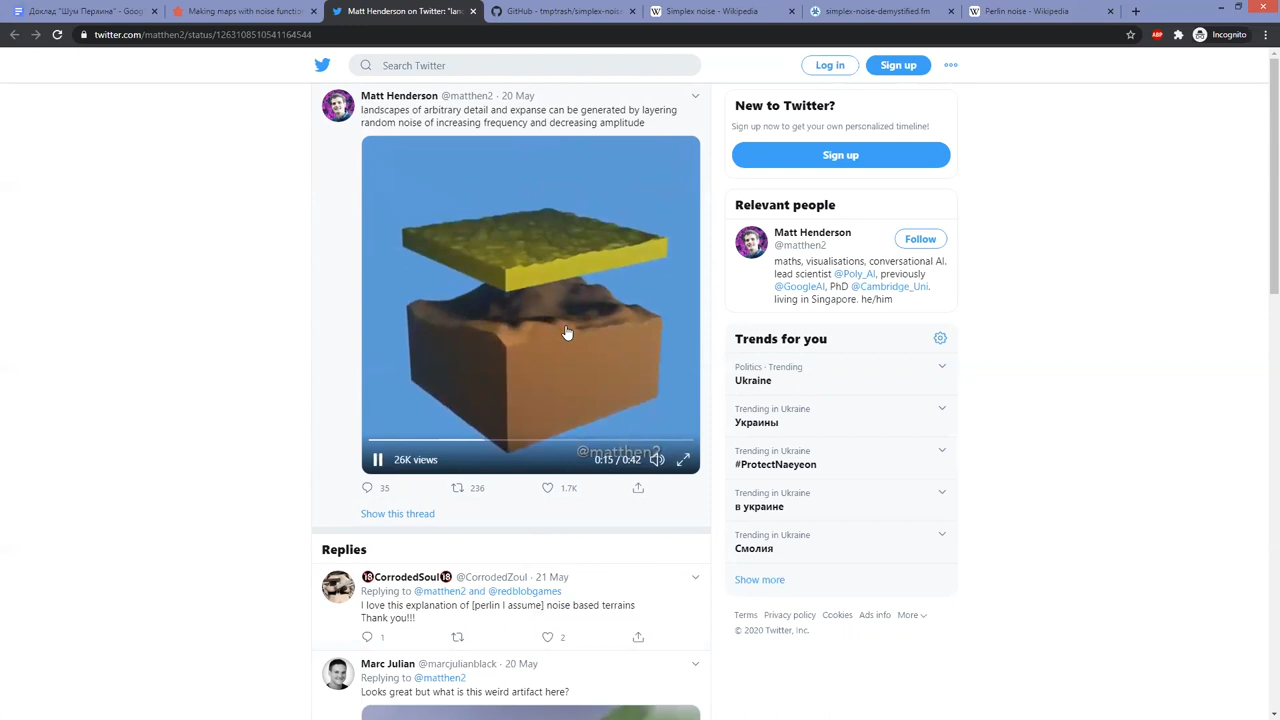 Доклад "Шум Перлина" - Goog
Making maps with noise function
Matt Henderson on Twitter: "land
GitHub - tmptrash/simplex-noise:
Simplex noise - Wikipedia
simplex-noise-demystified.fm
Perlin noise - Wikipedia
twitter.com/matthen2/status/1263108510541164544
ABP
Incognito
Search Twitter
Log in
Sign up
Matt Henderson @matthen2 · 20 May
landscapes of arbitrary detail and expanse can be generated by layering
random noise of increasing frequency and decreasing amplitude
@matthen2
26K views
0:15 / 0:42
35
236
1.7K
Show this thread
Replies
🔞CorrodedSoul🔞 @CorrodedZoul · 21 May
Replying to @matthen2 and @redblobgames
I love this explanation of [perlin I assume] noise based terrains
Thank you!!!
1
2
Marc Julian @marcjulianblack · 20 May
Replying to @matthen2
Looks great but what is this weird artifact here?
New to Twitter?
Sign up now to get your own personalized timeline!
Sign up
Relevant people
Matt Henderson
@matthen2
Follow
maths, visualisations, conversational AI.
lead scientist @Poly_AI, previously
@GoogleAI, PhD @Cambridge_Uni.
living in Singapore. he/him
Trends for you
Politics · Trending
Ukraine
Trending in Ukraine
Украины
Trending in Ukraine
#ProtectNaeyeon
Trending in Ukraine
в украине
Trending in Ukraine
Смолия
Show more
Terms Privacy policy Cookies Ads info More
© 2020 Twitter, Inc.